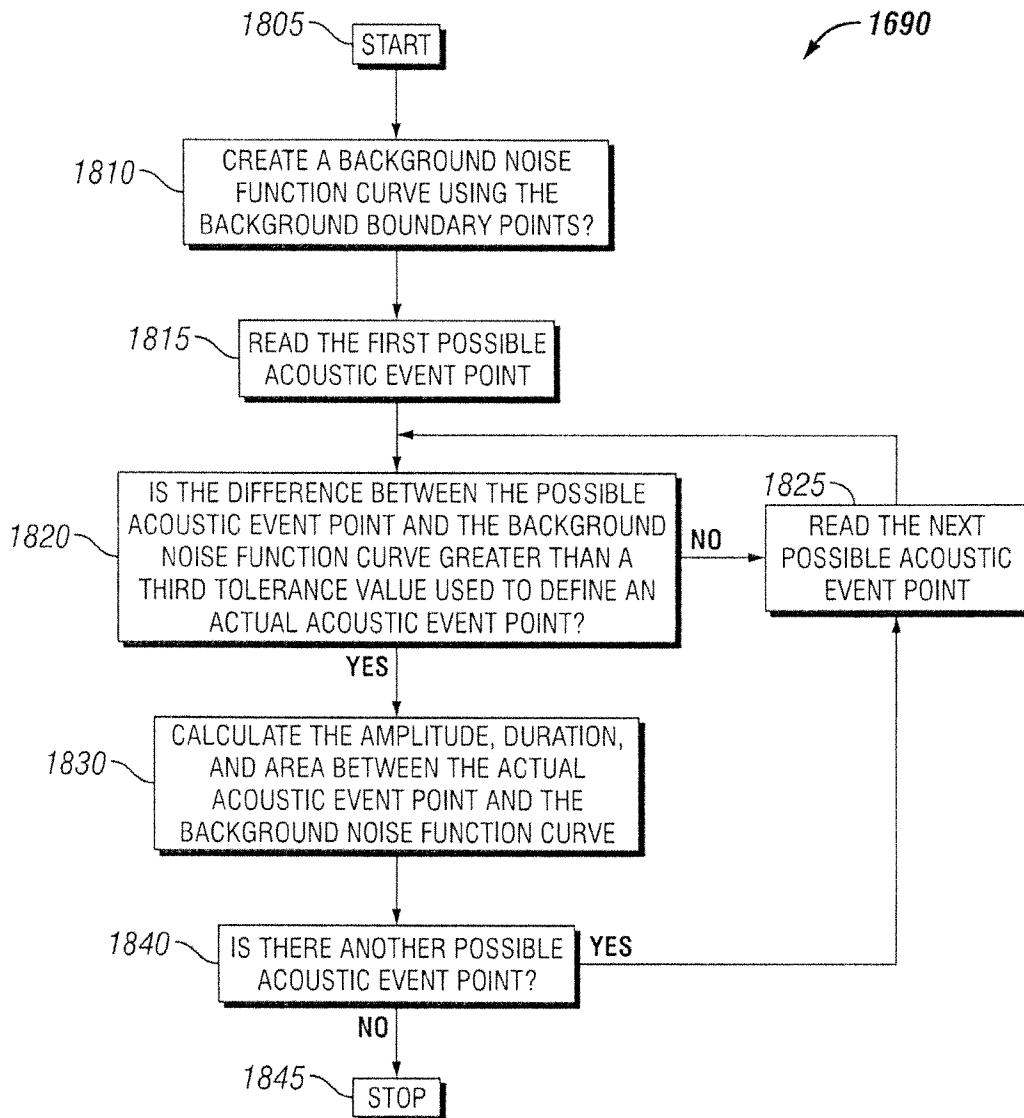 1805
START
1690
1810
CREATE A BACKGROUND NOISE
FUNCTION CURVE USING THE
BACKGROUND BOUNDARY POINTS?
1815
READ THE FIRST POSSIBLE
ACOUSTIC EVENT POINT
1820
IS THE DIFFERENCE BETWEEN THE POSSIBLE
ACOUSTIC EVENT POINT AND THE BACKGROUND
NOISE FUNCTION CURVE GREATER THAN A
THIRD TOLERANCE VALUE USED TO DEFINE AN
ACTUAL ACOUSTIC EVENT POINT?
NO
1825
READ THE NEXT
POSSIBLE ACOUSTIC
EVENT POINT
YES
1830
CALCULATE THE AMPLITUDE, DURATION,
AND AREA BETWEEN THE ACTUAL
ACOUSTIC EVENT POINT AND THE
BACKGROUND NOISE FUNCTION CURVE
1840
IS THERE ANOTHER POSSIBLE
ACOUSTIC EVENT POINT?
YES
NO
1845
STOP